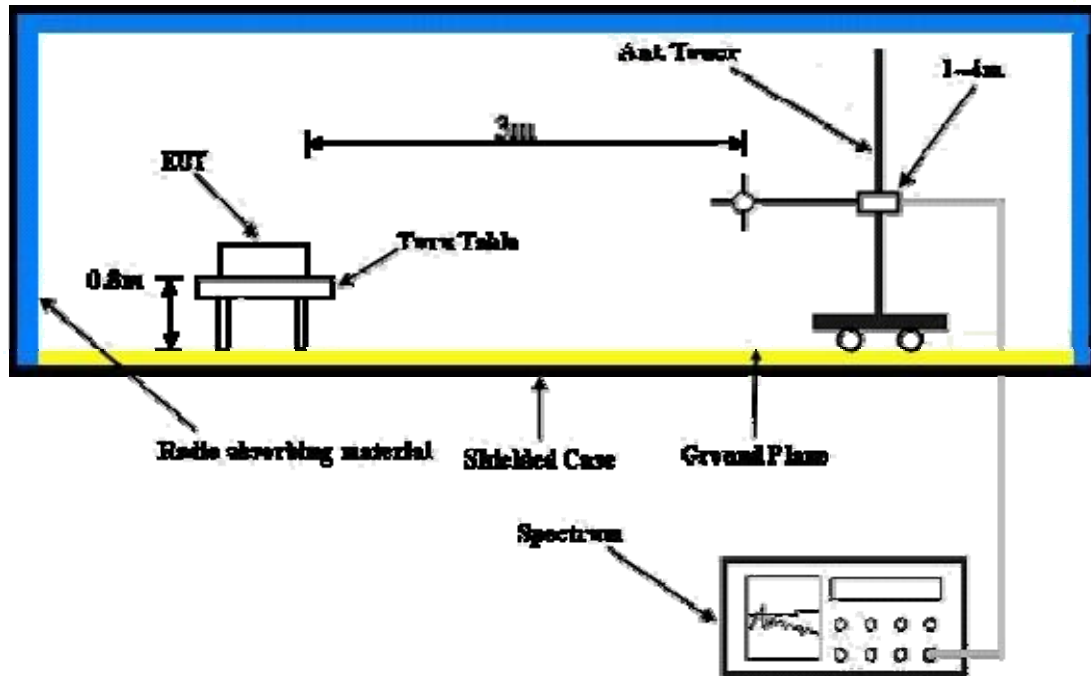 Ant. Tower
1-4m
3m
EUT
Turn Table
0.8m
Radio absorbing material
Shielded Case
Ground Plane
Spectrum